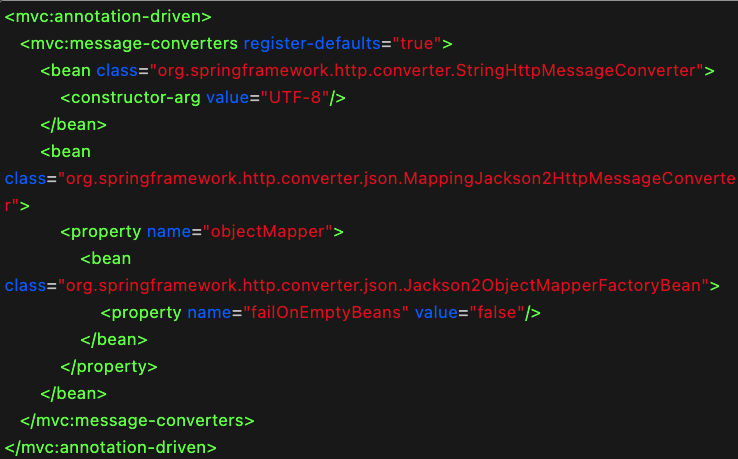 <mvc:annotation-driven>
<mvc:message-converters register-defaults="true">
<bean class="org.springframework.http.converter.StringHttpMessageConverter">
<constructor-arg value="UTF-8"/>
</bean>
<bean
class="org.springframework.http.converter.json.MappingJackson2HttpMessageConverte
r">
<property name="objectMapper">
<bean
class="org.springframework.http.converter.json.Jackson2ObjectMapperFactoryBean">
<property name="failOnEmptyBeans" value="false"/>
</bean>
</property>
</bean>
</mvc:message-converters>
</mvc:annotation-driven>